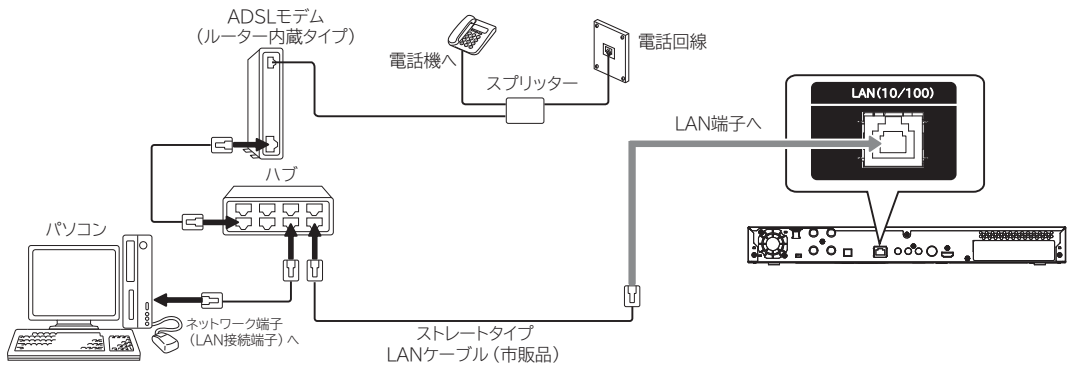 ADSLモデム
（ルーター内蔵タイプ）
電話機へ
電話回線
スプリッター
LAN(10/100)
LAN端子へ
ハブ
パソコン
ネットワーク端子
（LAN接続端子）へ
ストレートタイプ
LANケーブル（市販品）